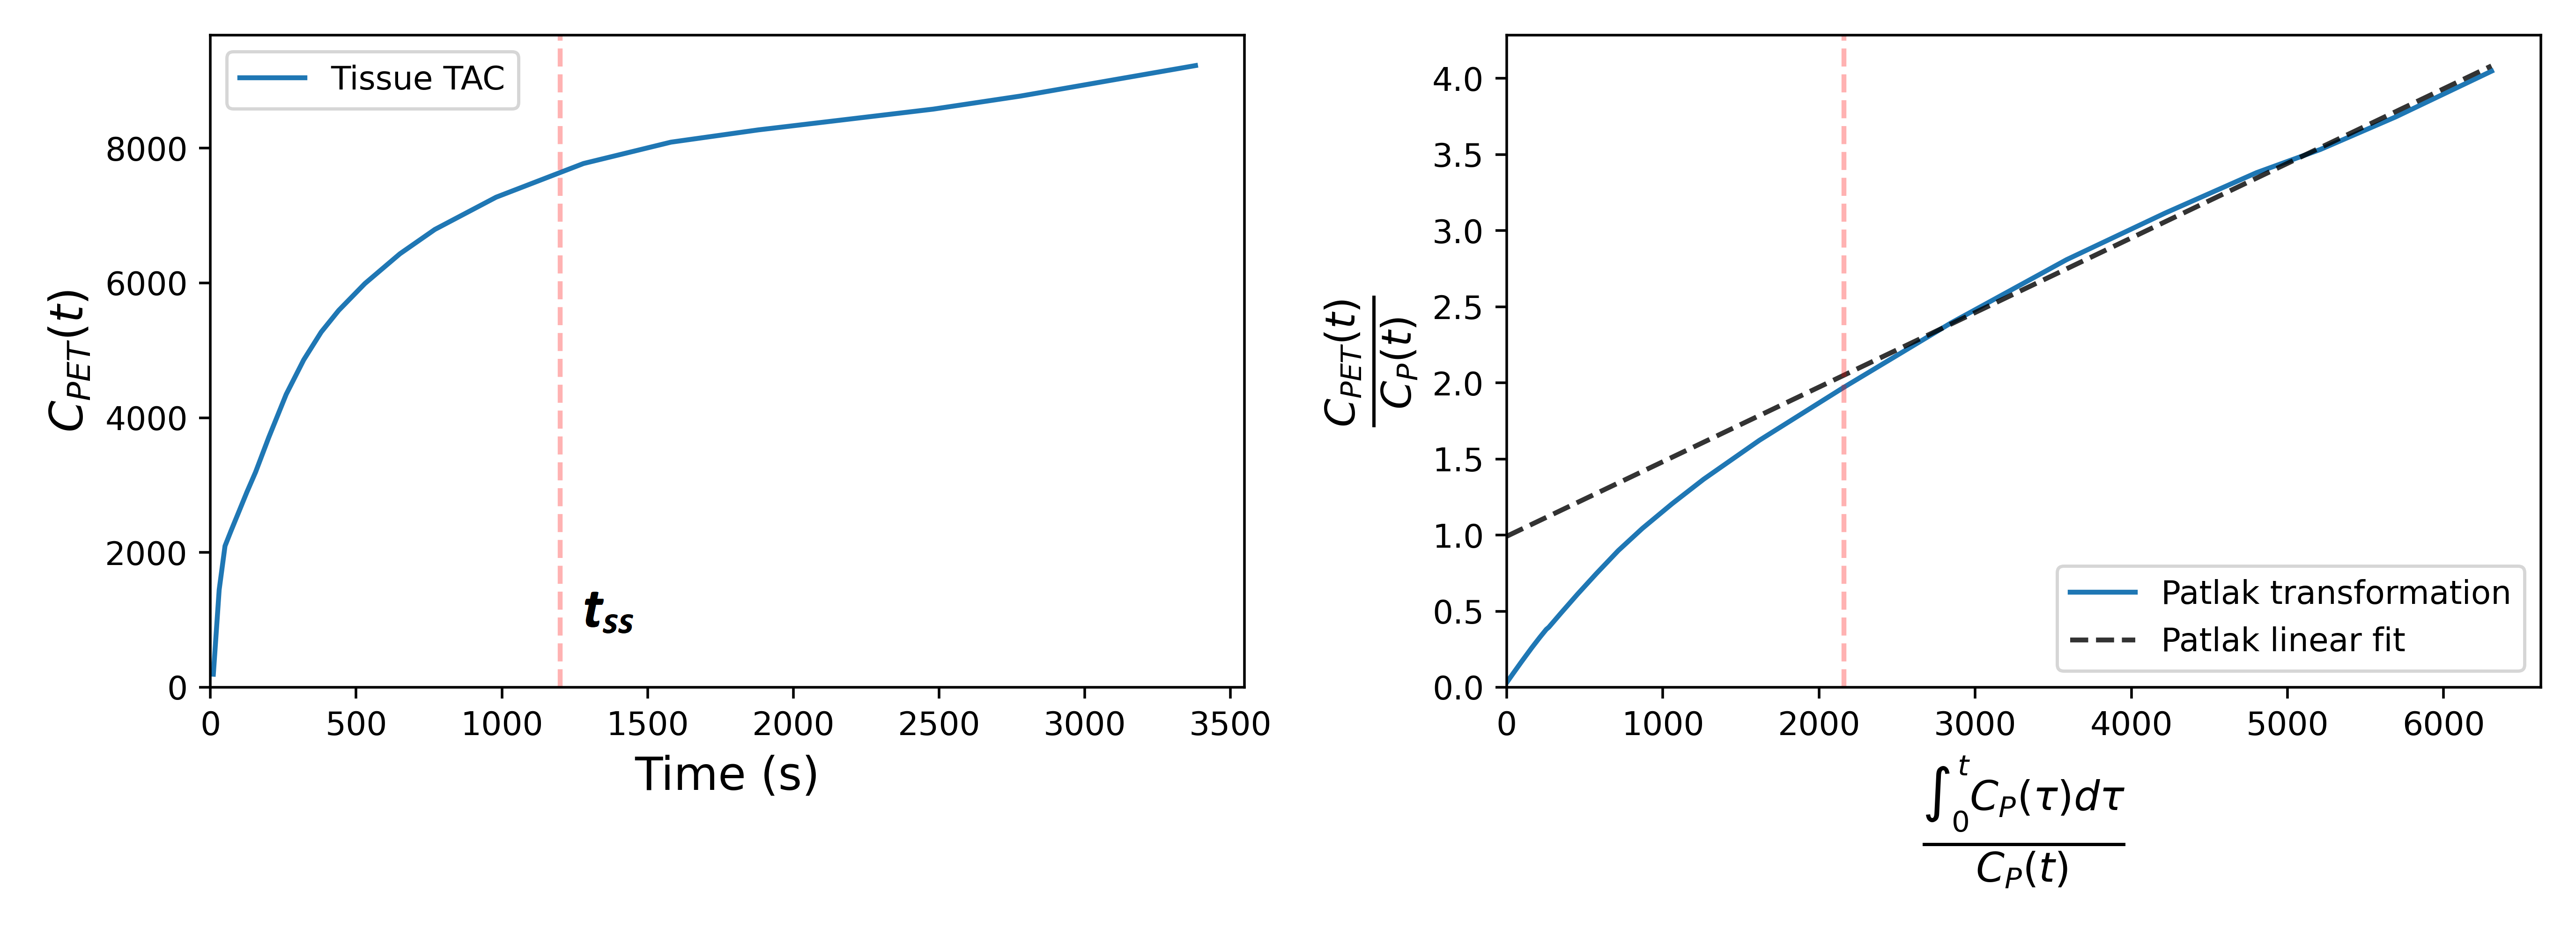 Tissue TAC
C_PET(t)
8000
6000
4000
2000
0
t_ss
0 500 1000 1500 2000 2500 3000 3500
Time (s)
C_PET(t)
C_P(t)
4.0
3.5
3.0
2.5
2.0
1.5
1.0
0.5
0.0
Patlak transformation
Patlak linear fit
0 1000 2000 3000 4000 5000 6000
∫_0^t C_P(τ)dτ
C_P(t)